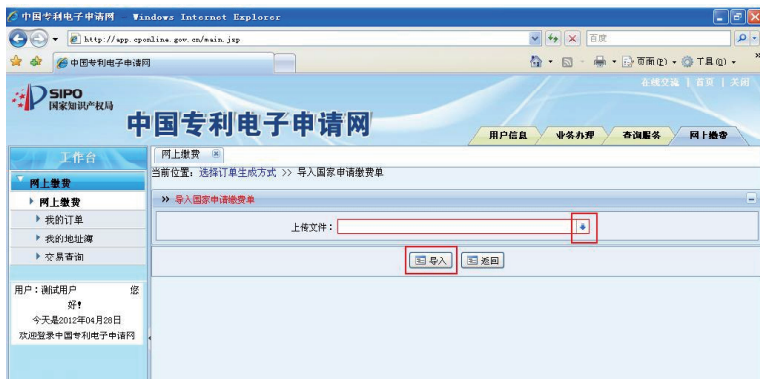 中国专利电子申请网 - Windows Internet Explorer
http://app.cponline.gov.cn/main.jsp
百度
中国专利电子申请网
页面(P) 工具(O)
在线交流 | 首页 | 关闭
SIPO
国家知识产权局
中国专利电子申请网
用户信息 业务办理 查询服务 网上缴费
工作台
网上缴费
当前位置：选择订单生成方式 >> 导入国家申请缴费单
网上缴费
网上缴费
我的订单
我的地址簿
交易查询
>> 导入国家申请缴费单
上传文件：
导入 返回
用户：测试用户 您
好！
今天是2012年04月28日
欢迎登录中国专利电子申请网